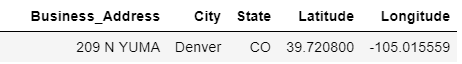 Business_Address City State Latitude Longitude
209 N YUMA Denver CO 39.720800 -105.015559